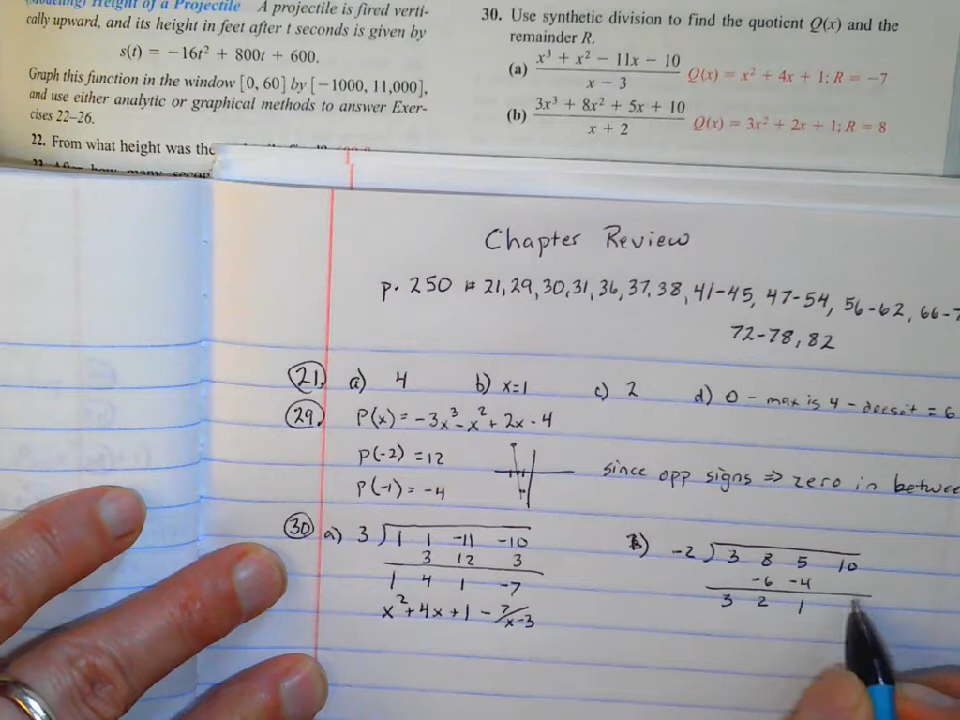 (Modeling) Height of a Projectile A projectile is fired verti-
cally upward, and its height in feet after t seconds is given by
s(t) = −16t² + 800t + 600.
Graph this function in the window [0, 60] by [−1000, 11,000],
and use either analytic or graphical methods to answer Exer-
cises 22–26.
22. From what height was the
30. Use synthetic division to find the quotient Q(x) and the
remainder R.
(a) x³ + x² − 11x − 10 / x − 3 Q(x) = x² + 4x + 1; R = −7
(b) 3x³ + 8x² + 5x + 10 / x + 2 Q(x) = 3x² + 2x + 1; R = 8
Chapter Review
p. 250 # 21, 29, 30, 31, 36, 37, 38, 41-45, 47-54, 56-62, 66-7
72-78, 82
21. a) 4 b) x=1 c) 2 d) 0 - max is 4 - doesn't = 6
29. P(x) = -3x³ - x² + 2x - 4
P(-2) = 12
P(-1) = -4
since opp signs ⇒ zero in betwee
30 a) 3 1 1 -11 -10
3 12 3
1 4 1 -7
x² + 4x + 1 - 7/x-3
b) -2 3 8 5 10
-6 -4
3 2 1